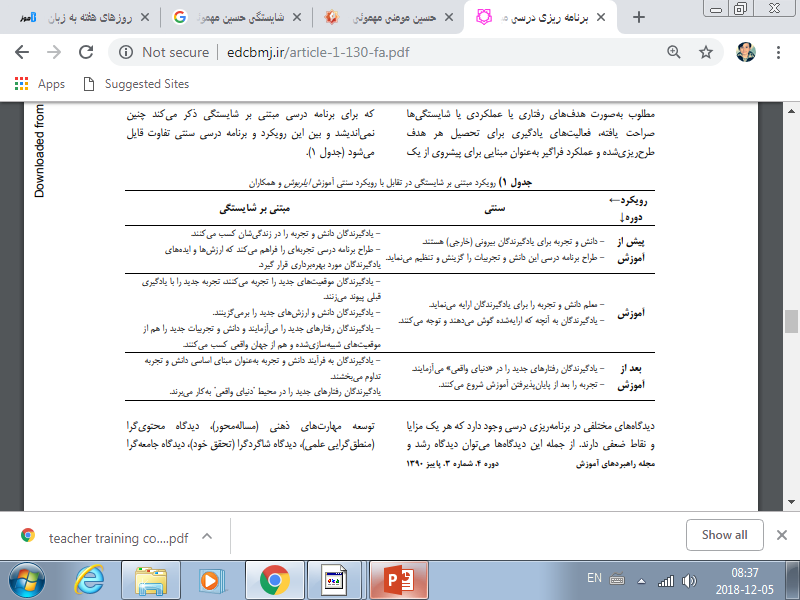 برنامه ریزی درسی م
حسین مومنی مهموئی
شایستگی حسین مهمو
روزهای هفته به زبان
Not secure | edcbmj.ir/article-1-130-fa.pdf
Apps Suggested Sites
Downloaded from
مطلوب به‌صورت هدف‌های رفتاری یا عملکردی یا شایستگی‌ها
صراحت یافته، فعالیت‌های یادگیری برای تحصیل هر هدف
طرح‌ریزی‌شده و عملکرد فراگیر به‌عنوان مبنایی برای پیشروی از یک
که برای برنامه درسی مبتنی بر شایستگی ذکر می‌کند چنین
نمی‌اندیشد و بین این رویکرد و برنامه درسی سنتی تفاوت قایل
می‌شود (جدول ۱).
جدول ۱) رویکرد مبتنی بر شایستگی در تقابل با رویکرد سنتی آموزش/بلربوش و همکاران
رویکرد←
دوره↓
سنتی
مبتنی بر شایستگی
پیش از
آموزش
- دانش و تجربه برای یادگیرندگان بیرونی (خارجی) هستند.
- طراح برنامه درسی این دانش و تجربیات را گزینش و تنظیم می‌نماید.
- یادگیرندگان دانش و تجربه را در زندگی‌شان کسب می‌کنند.
- طراح برنامه درسی تجربه‌ای را فراهم می‌کند که ارزش‌ها و ایده‌های
یادگیرندگان مورد بهره‌برداری قرار گیرد.
آموزش
- معلم دانش و تجربه را برای یادگیرندگان ارایه می‌نماید.
- یادگیرندگان به آنچه که ارایه‌شده گوش می‌دهند و توجه می‌کنند.
- یادگیرندگان موقعیت‌های جدید را تجربه می‌کنند، تجربه جدید را با یادگیری
قبلی پیوند می‌زنند.
- یادگیرندگان دانش و ارزش‌های جدید را برمی‌گزینند.
- یادگیرندگان رفتارهای جدید را می‌آزمایند و دانش و تجربیات جدید را هم از
موقعیت‌های شبیه‌سازی‌شده و هم از جهان واقعی کسب می‌کنند.
بعد از
آموزش
- یادگیرندگان رفتارهای جدید را در «دنیای واقعی» می‌آزمایند.
- تجربه را بعد از پایان‌پذیرفتن آموزش شروع می‌کنند.
- یادگیرندگان به فرآیند دانش و تجربه به‌عنوان مبنای اساسی دانش و تجربه
تداوم می‌بخشند.
یادگیرندگان رفتارهای جدید را در محیط "دنیای واقعی" به‌کار می‌برند.
دیدگاه‌های مختلفی در برنامه‌ریزی درسی وجود دارد که هر یک مزایا
و نقاط ضعفی دارند. از جمله این دیدگاه‌ها می‌توان دیدگاه رشد و
توسعه مهارت‌های ذهنی (مساله‌محور)، دیدگاه محتوی‌گرا
(منطق‌گرایی علمی)، دیدگاه شاگردگرا (تحقق خود)، دیدگاه جامعه‌گرا
مجله راهبردهای آموزش
دوره ۴، شماره ۳، پاییز ۱۳۹۰
teacher training co....pdf
Show all
EN
08:37
2018-12-05